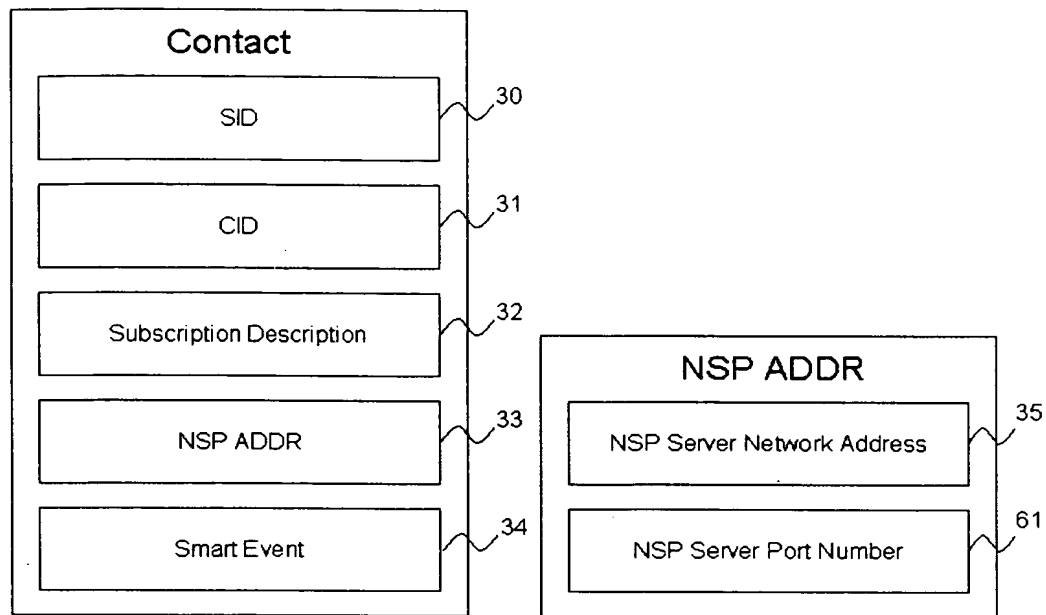 Contact
SID
30
CID
31
Subscription Description
32
NSP ADDR
33
Smart Event
34
NSP ADDR
NSP Server Network Address
35
NSP Server Port Number
61